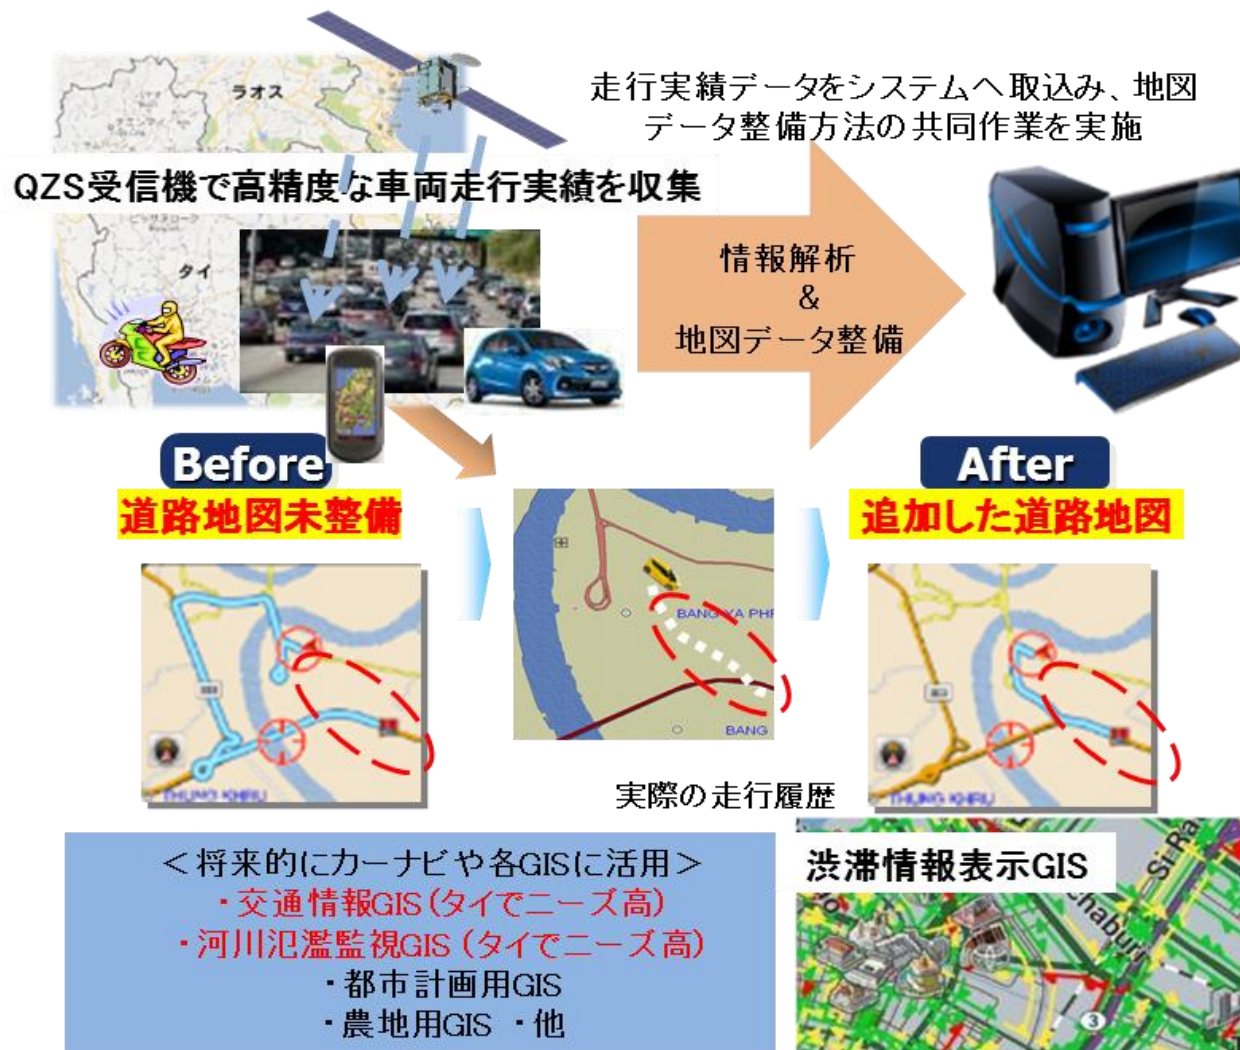 ラオス
走行実績データをシステムへ取込み、地図
データ整備方法の共同作業を実施
QZS受信機で高精度な車両走行実績を収集
タイ
情報解析
&
地図データ整備
Before
After
道路地図未整備
追加した道路地図
BANG YA PHR
BANG
THUNG KHRU
THUNG KHRU
実際の走行履歴
＜将来的にカーナビや各GISに活用＞
・交通情報GIS（タイでニーズ高）
・河川氾濫監視GIS（タイでニーズ高）
・都市計画用GIS
・農地用GIS ・他
渋滞情報表示GIS
Si Ra
chaburi
3